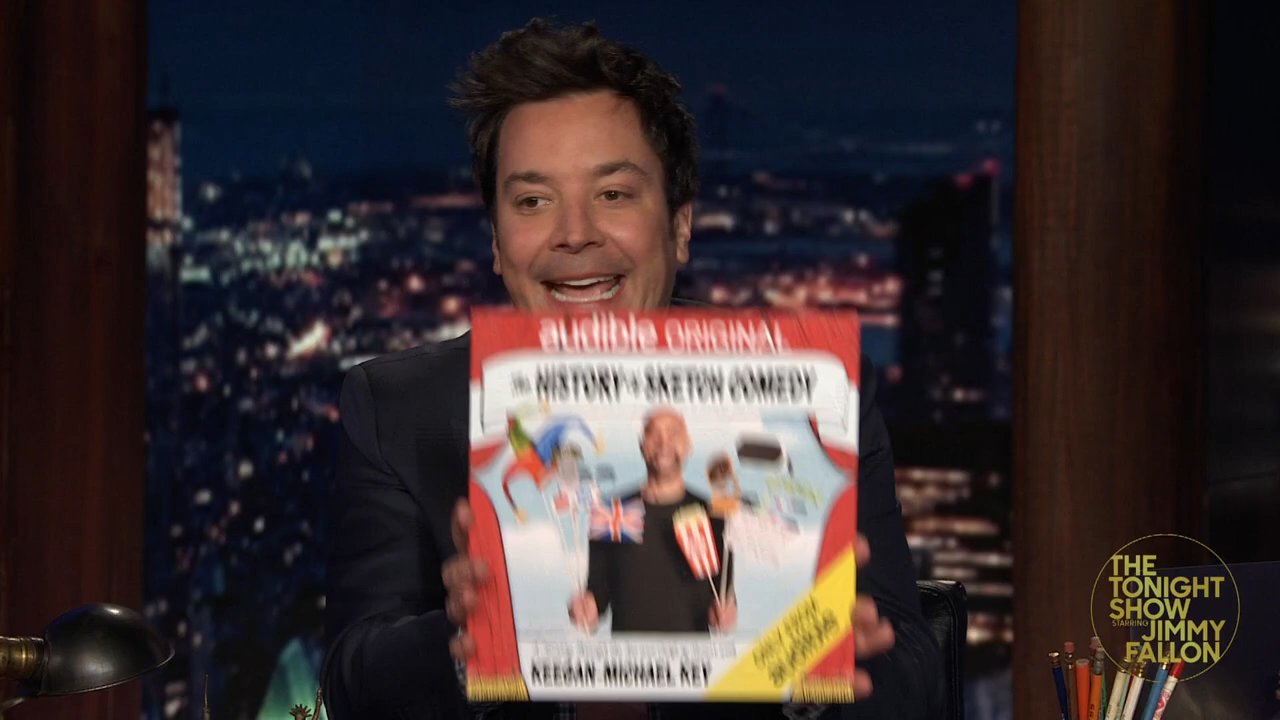 audible ORIGINAL
The HISTORY of SKETCH COMEDY
KEEGAN-MICHAEL KEY
THE
TONIGHT
SHOW
STARRING
JIMMY
FALLON